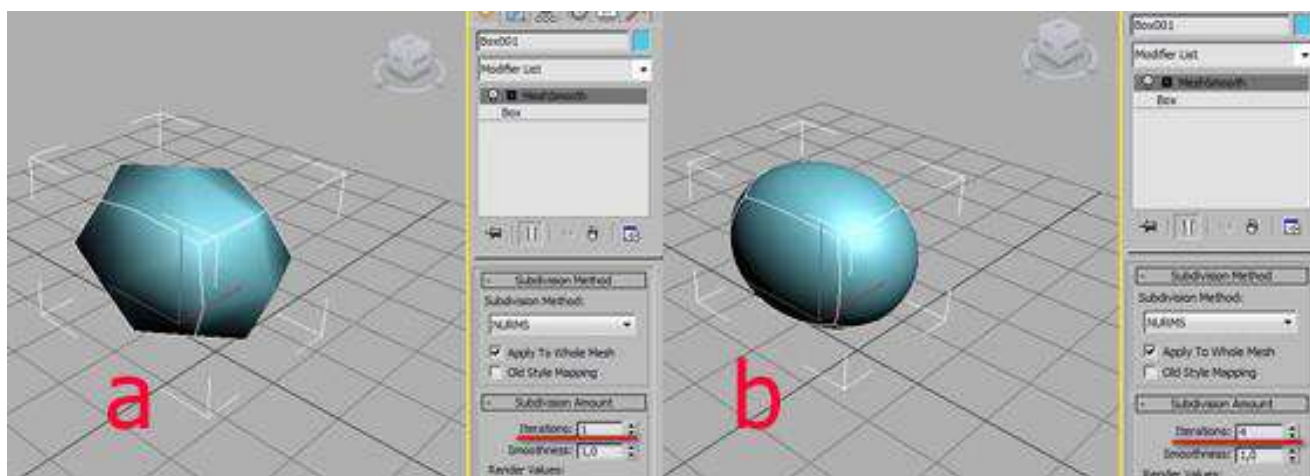 Box001
Modifier List
MeshSmooth
Box
Subdivision Method
Subdivision Method:
NURMS
Apply To Whole Mesh
Old Style Mapping
Subdivision Amount
Iterations: 1
Smoothness: 1,0
Render Values:
a
Box001
Modifier List
MeshSmooth
Box
Subdivision Method
Subdivision Method:
NURMS
Apply To Whole Mesh
Old Style Mapping
Subdivision Amount
Iterations: 4
Smoothness: 1,0
Render Values:
b